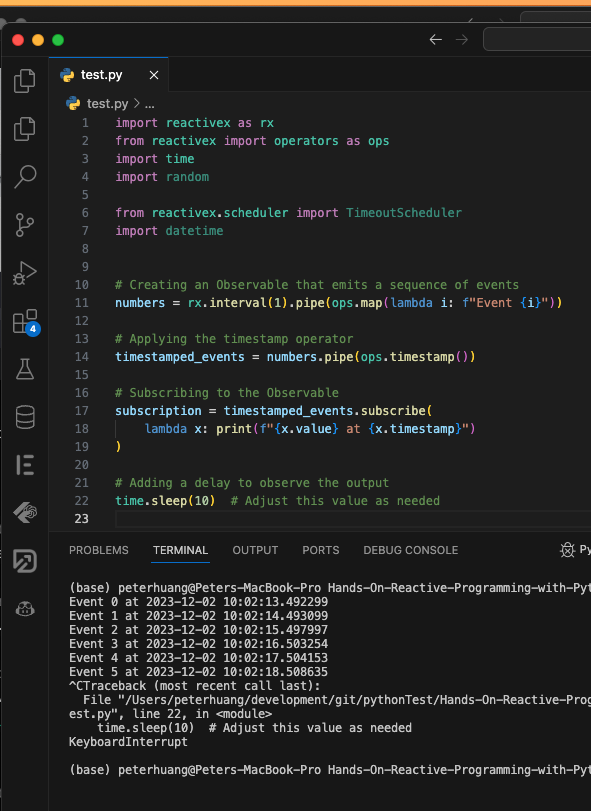 test.py
test.py > ...
1 import reactivex as rx
2 from reactivex import operators as ops
3 import time
4 import random
5
6 from reactivex.scheduler import TimeoutScheduler
7 import datetime
8
9
10 # Creating an Observable that emits a sequence of events
11 numbers = rx.interval(1).pipe(ops.map(lambda i: f"Event {i}"))
12
13 # Applying the timestamp operator
14 timestamped_events = numbers.pipe(ops.timestamp())
15
16 # Subscribing to the Observable
17 subscription = timestamped_events.subscribe(
18     lambda x: print(f"{x.value} at {x.timestamp}")
19 )
20
21 # Adding a delay to observe the output
22 time.sleep(10)  # Adjust this value as needed
23
4
PROBLEMS TERMINAL OUTPUT PORTS DEBUG CONSOLE Py
(base) peterhuang@Peters-MacBook-Pro Hands-On-Reactive-Programming-with-Pyt
Event 0 at 2023-12-02 10:02:13.492299
Event 1 at 2023-12-02 10:02:14.493099
Event 2 at 2023-12-02 10:02:15.497997
Event 3 at 2023-12-02 10:02:16.503254
Event 4 at 2023-12-02 10:02:17.504153
Event 5 at 2023-12-02 10:02:18.508635
^CTraceback (most recent call last):
  File "/Users/peterhuang/development/git/pythonTest/Hands-On-Reactive-Prog
est.py", line 22, in <module>
    time.sleep(10)  # Adjust this value as needed
KeyboardInterrupt
(base) peterhuang@Peters-MacBook-Pro Hands-On-Reactive-Programming-with-Pyt